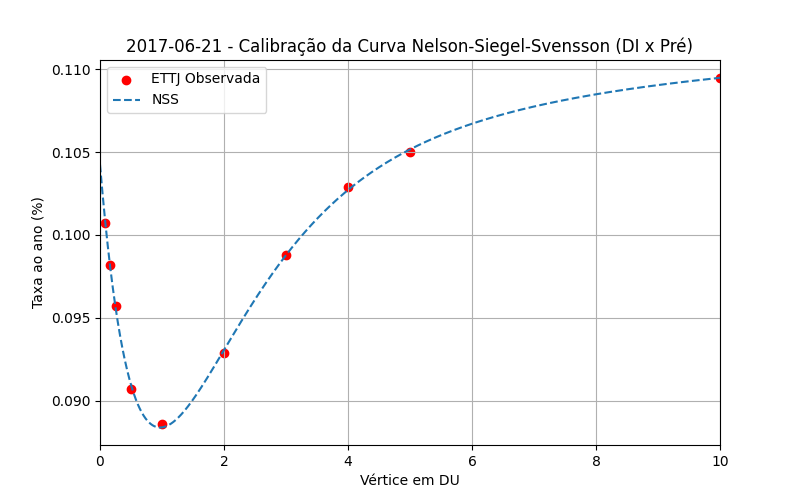 2017-06-21 - Calibração da Curva Nelson-Siegel-Svensson (DI x Pré)
ETTJ Observada
NSS
Taxa ao ano (%)
0.110
0.105
0.100
0.095
0.090
0 2 4 6 8 10
Vértice em DU